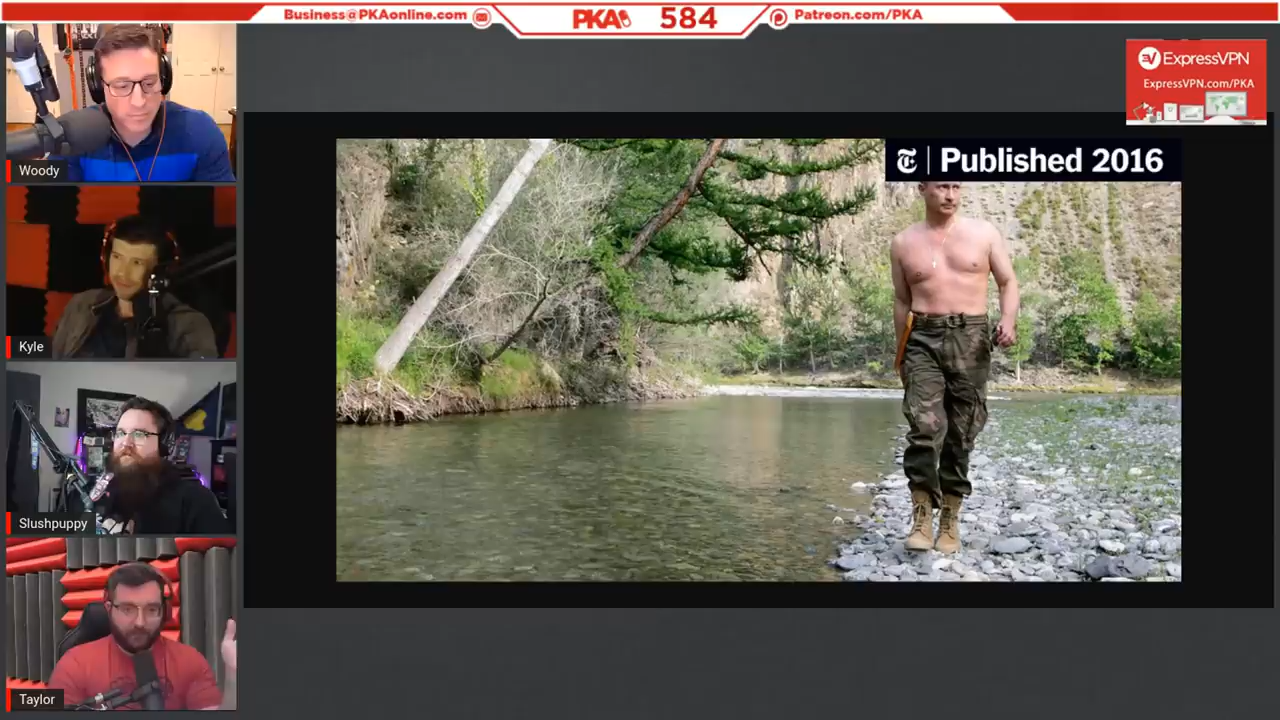 Business@PKAonline.com
PKA
584
Patreon.com/PKA
ExpressVPN
ExpressVPN.com/PKA
Published 2016
Woody
Kyle
Slushpuppy
Taylor